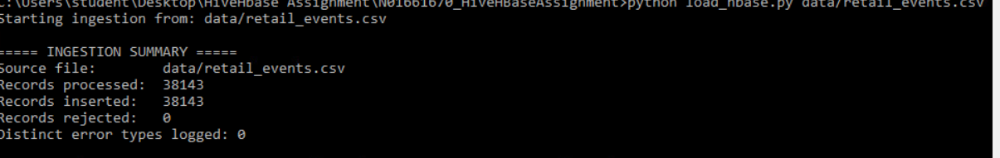 C:\Users\student\Desktop\HiveHbase Assignment\N01661670_HiveHBaseAssignment>python load_hbase.py data/retail_events.csv
Starting ingestion from: data/retail_events.csv
===== INGESTION SUMMARY =====
Source file: data/retail_events.csv
Records processed: 38143
Records inserted: 38143
Records rejected: 0
Distinct error types logged: 0